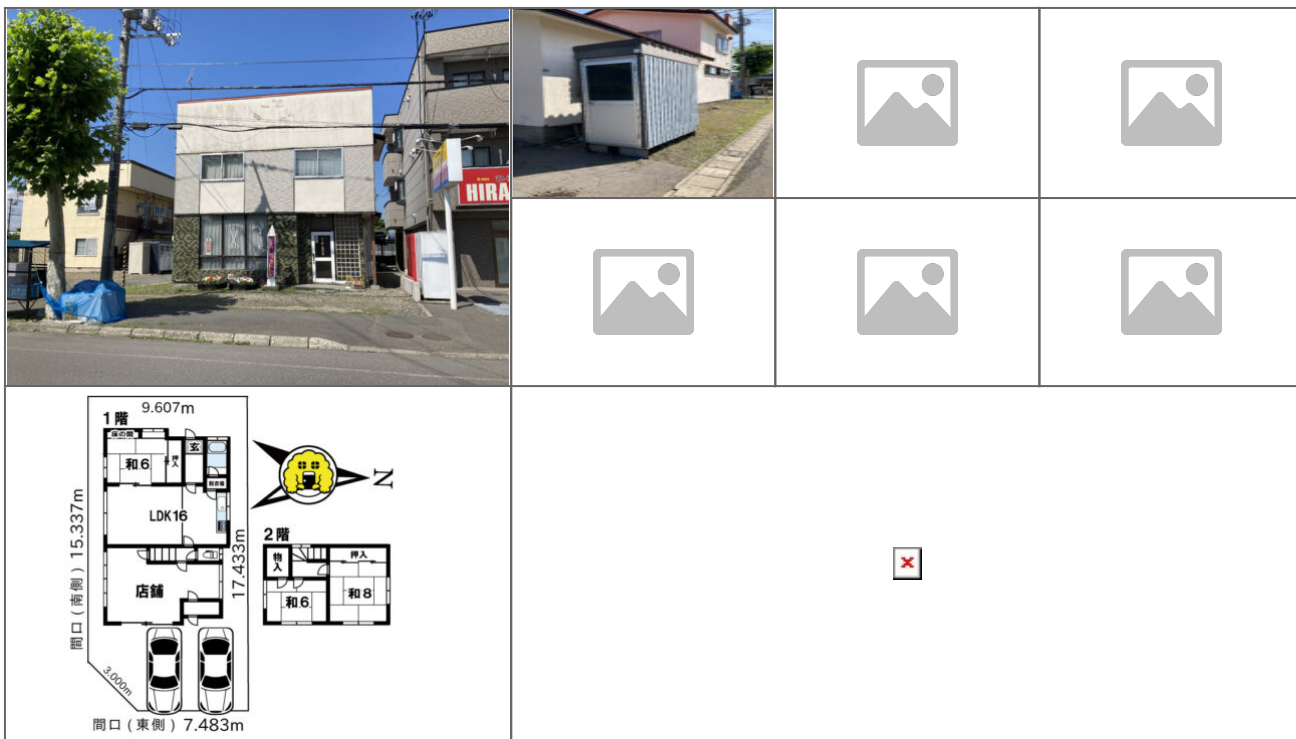 HIRA
9.607m
1階
床の間
玄
和6
押入
LDK16
間口(南側)15.337m
17.433m
N
2階
物入
押入
和6
和8
店舗
3.000m
間口(東側)7.483m